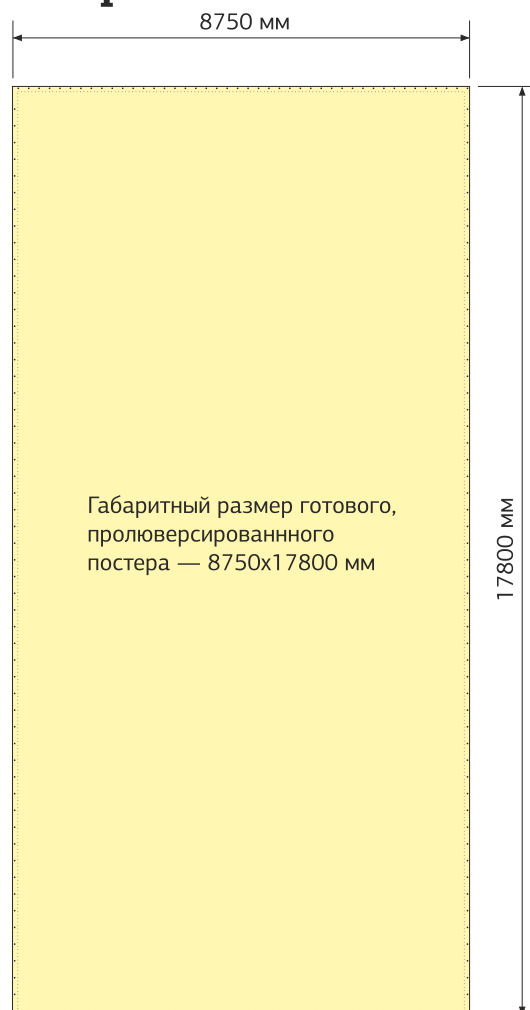 8750 мм
Габаритный размер готового,
пролюверсированнного
постера — 8750x17800 мм
17800 мм